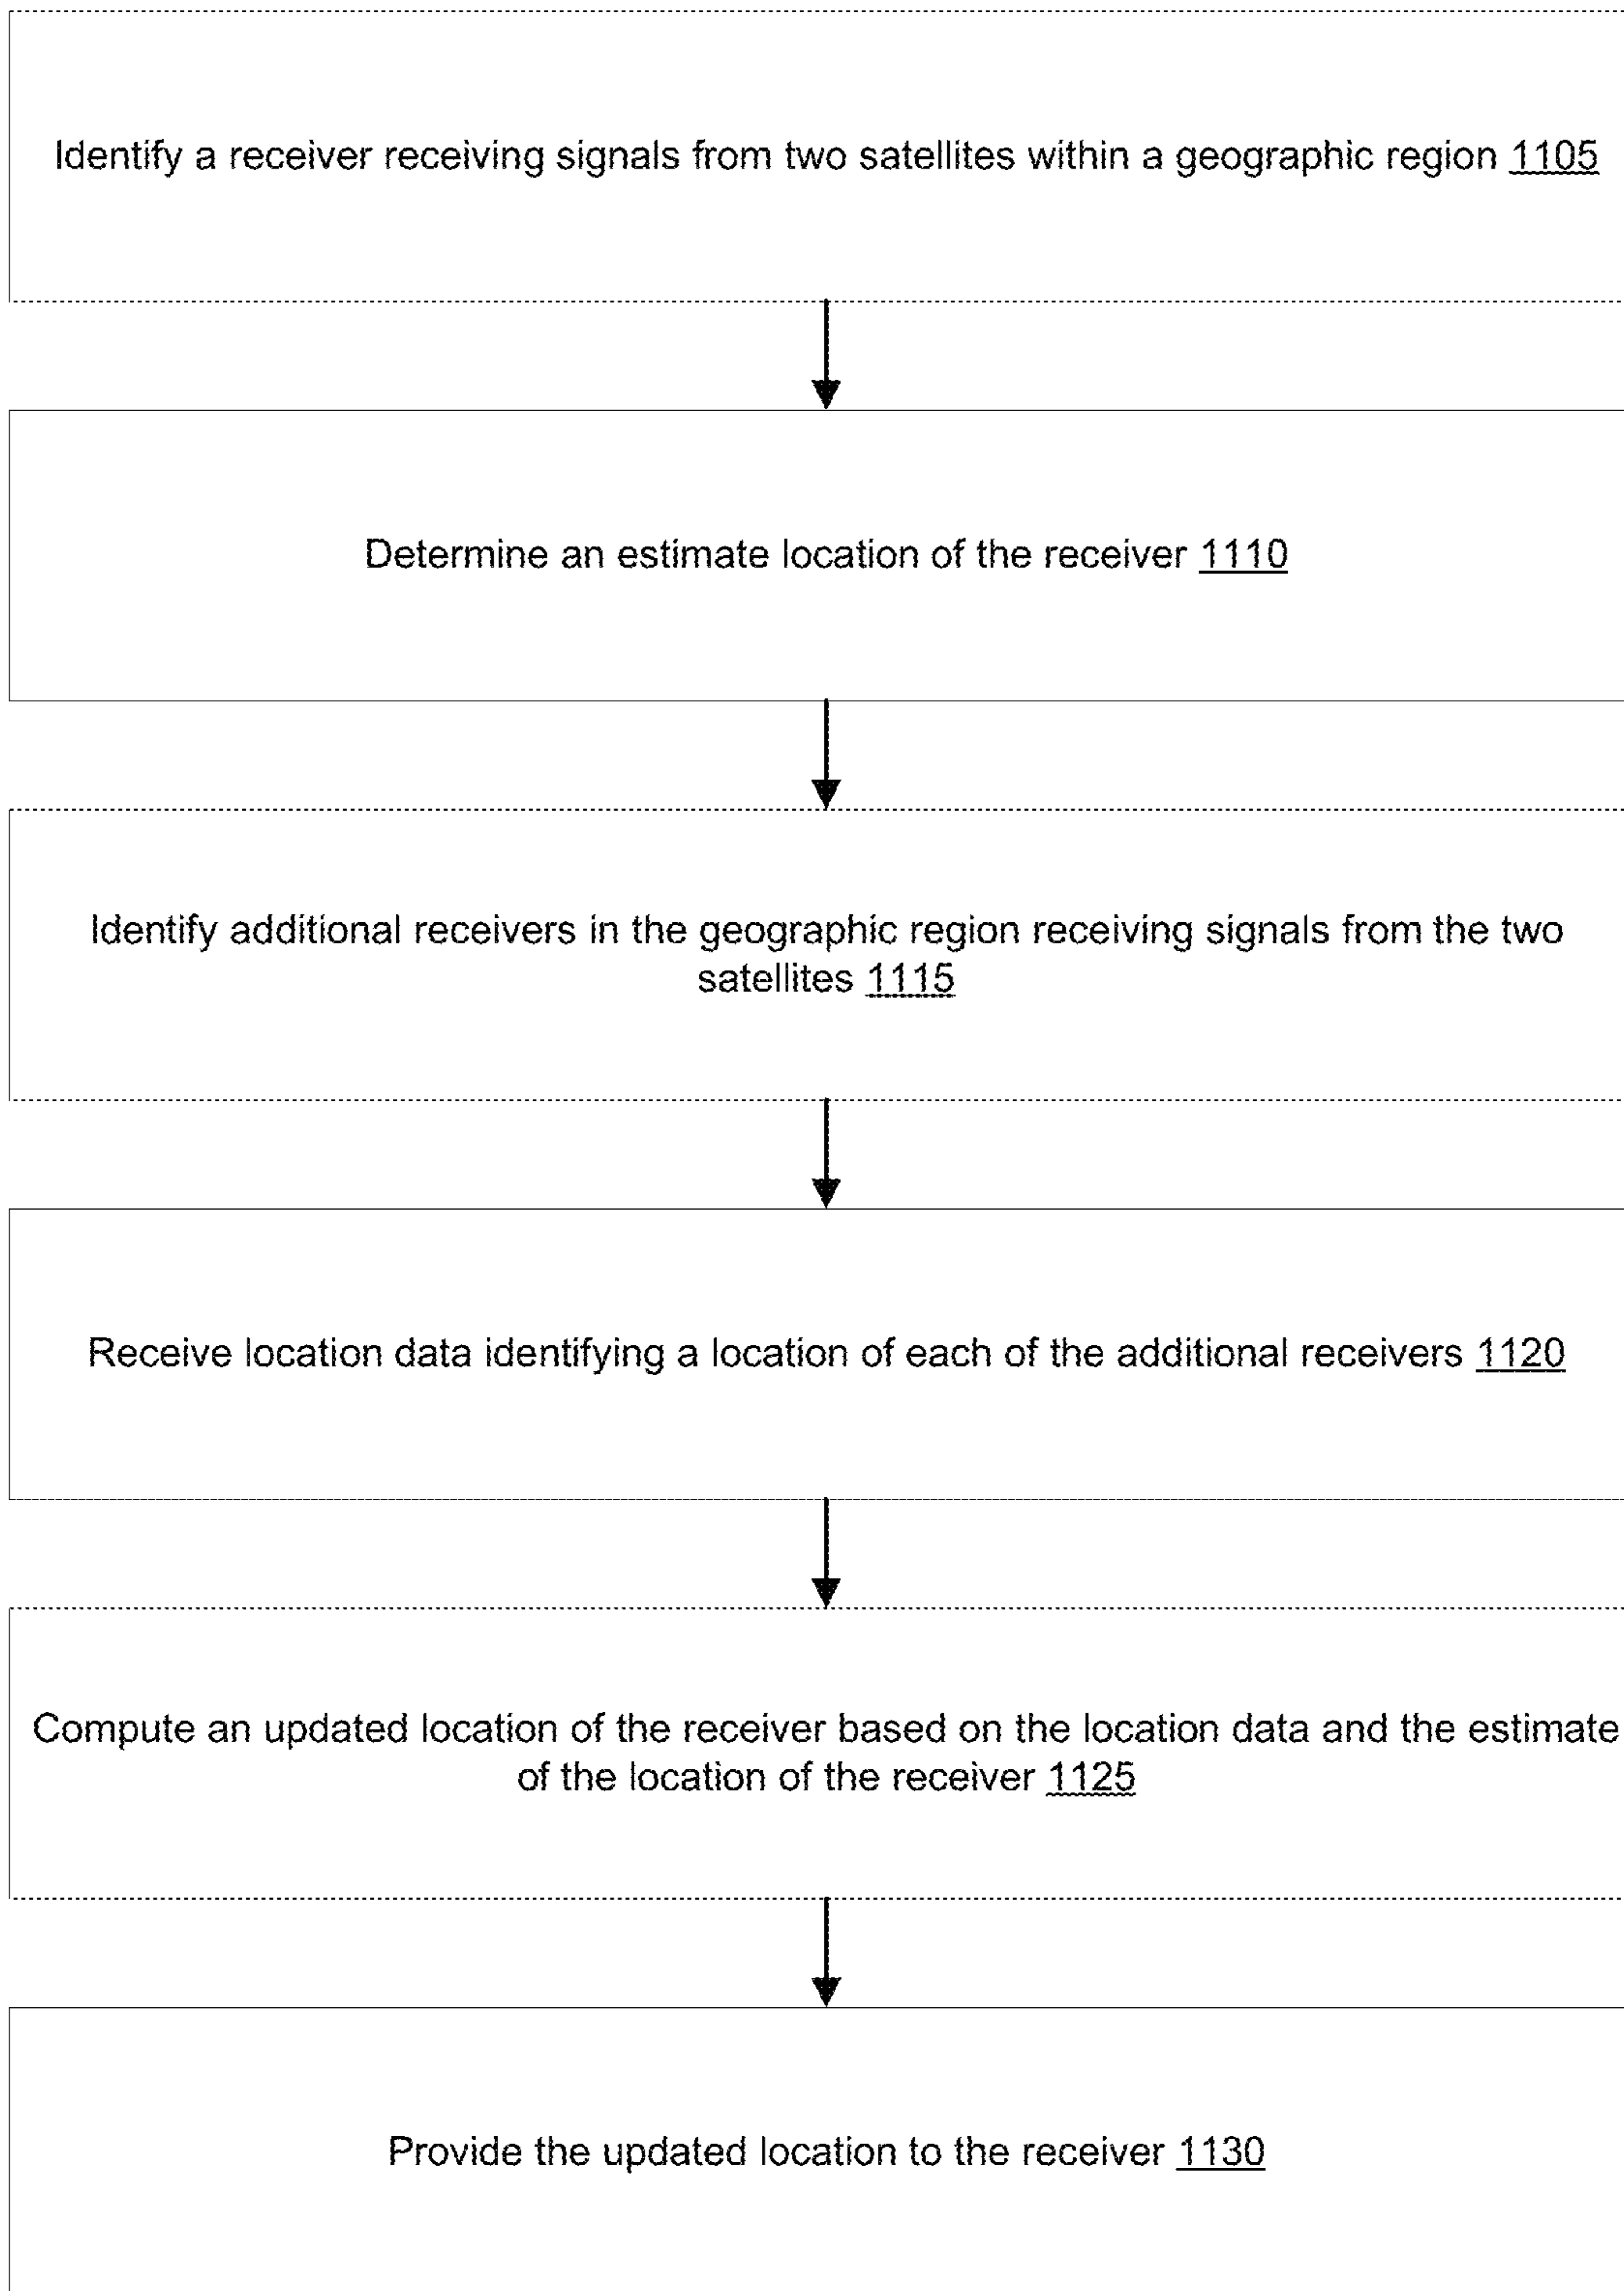 Identify a receiver receiving signals from two satellites within a geographic region 1105
Determine an estimate location of the receiver 1110
Identify additional receivers in the geographic region receiving signals from the two
satellites 1115
Receive location data identifying a location of each of the additional receivers 1120
Compute an updated location of the receiver based on the location data and the estimate
of the location of the receiver 1125
Provide the updated location to the receiver 1130